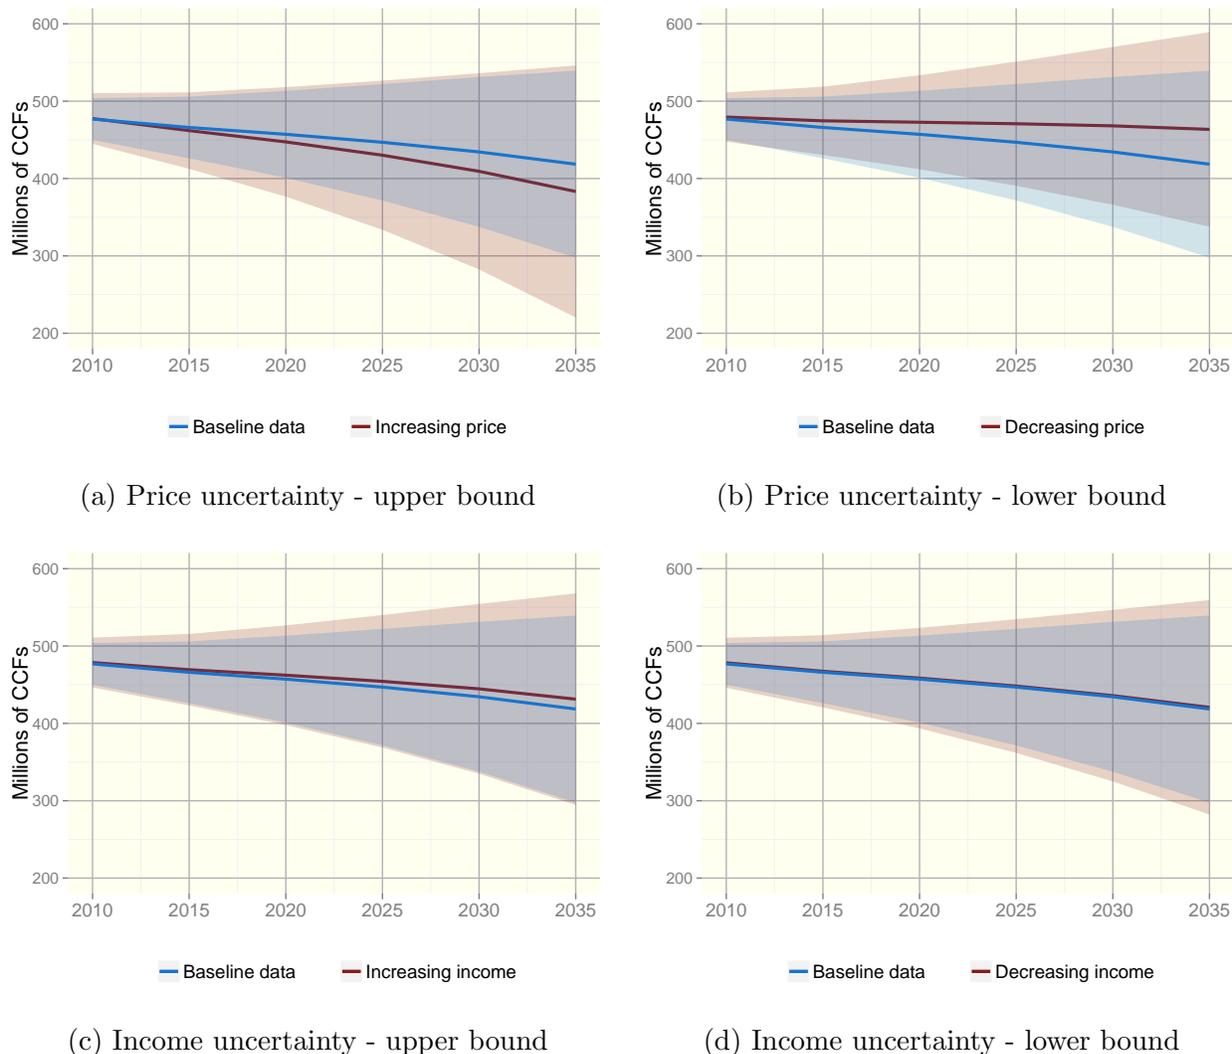 600
500
400
300
200
Millions of CCFs
2010 2015 2020 2025 2030 2035
Baseline data Increasing price
(a) Price uncertainty - upper bound
600
500
400
300
200
Millions of CCFs
2010 2015 2020 2025 2030 2035
Baseline data Decreasing price
(b) Price uncertainty - lower bound
600
500
400
300
200
Millions of CCFs
2010 2015 2020 2025 2030 2035
Baseline data Increasing income
(c) Income uncertainty - upper bound
600
500
400
300
200
Millions of CCFs
2010 2015 2020 2025 2030 2035
Baseline data Decreasing income
(d) Income uncertainty - lower bound